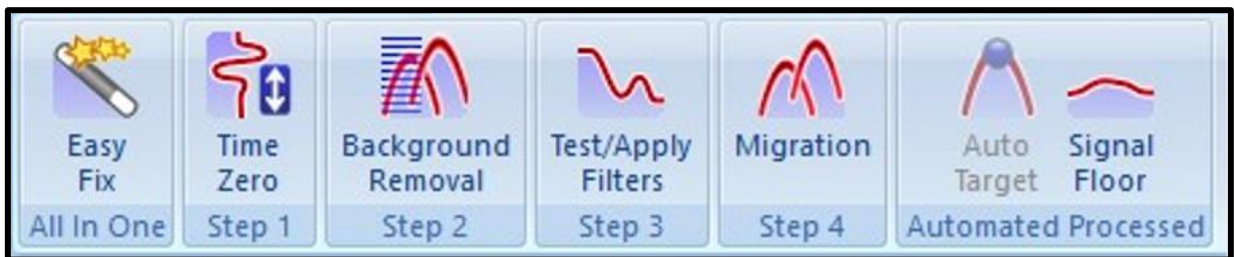 Easy
Fix
All In One
Time
Zero
Step 1
Background
Removal
Step 2
Test/Apply
Filters
Step 3
Migration
Step 4
Auto
Target
Signal
Floor
Automated Processed